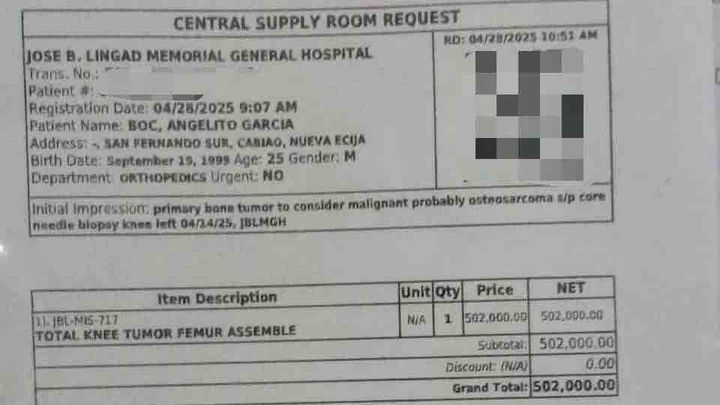 CENTRAL SUPPLY ROOM REQUEST
JOSE B. LINGAD MEMORIAL GENERAL HOSPITAL
RD: 04/28/2025 10:51 AM
Trans. No.:
Patient #:
Registration Date: 04/28/2025 9:07 AM
Patient Name: BOC, ANGELITO GARCIA
Address: -, SAN FERNANDO SUR, CABIAO, NUEVA ECIJA
Birth Date: September 15, 1999 Age: 25 Gender: M
Department: ORTHOPEDICS Urgent: NO
Initial Impression: primary bone tumor to consider malignant probably osteosarcoma s/p core
needle biopsy knee left 04/14/25, JBLMGH
Item Description Unit Qty Price NET
1). JBL-MIS-717
TOTAL KNEE TUMOR FEMUR ASSEMBLE N/A 1 502,000.00 502,000.00
Subtotal: 502,000.00
Discount: (N/A) 0.00
Grand Total: 502,000.00